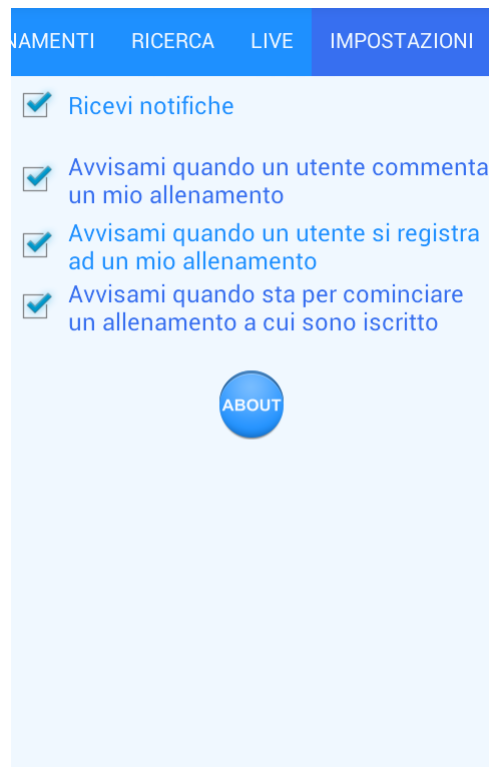 NAMENTI RICERCA LIVE IMPOSTAZIONI
Ricevi notifiche
Avvisami quando un utente commenta
un mio allenamento
Avvisami quando un utente si registra
ad un mio allenamento
Avvisami quando sta per cominciare
un allenamento a cui sono iscritto
ABOUT